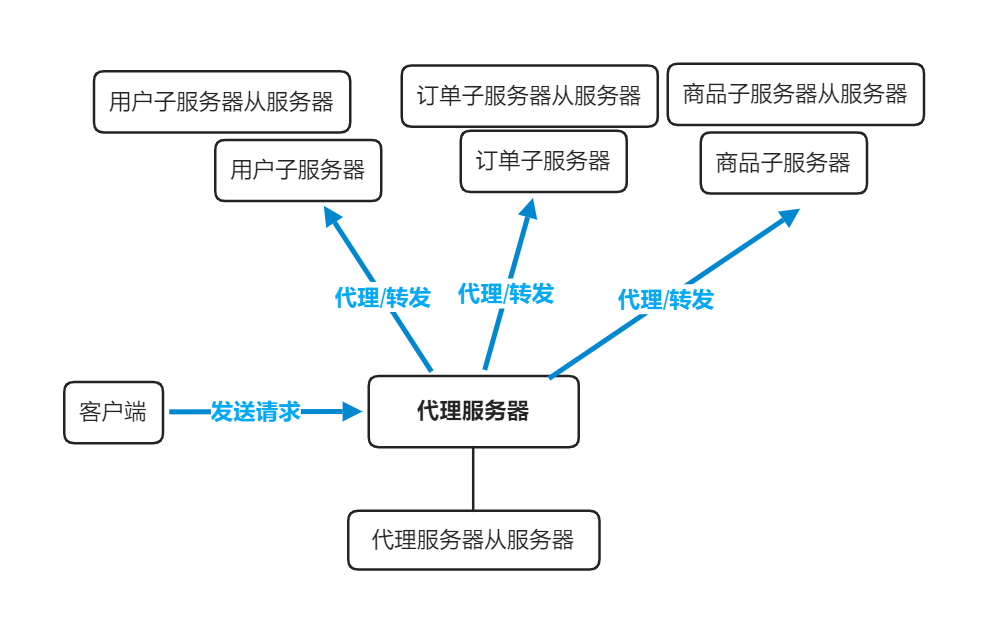 用户子服务器从服务器
订单子服务器从服务器
商品子服务器从服务器
用户子服务器
订单子服务器
商品子服务器
代理/转发
代理/转发
代理/转发
客户端
发送请求
代理服务器
代理服务器从服务器